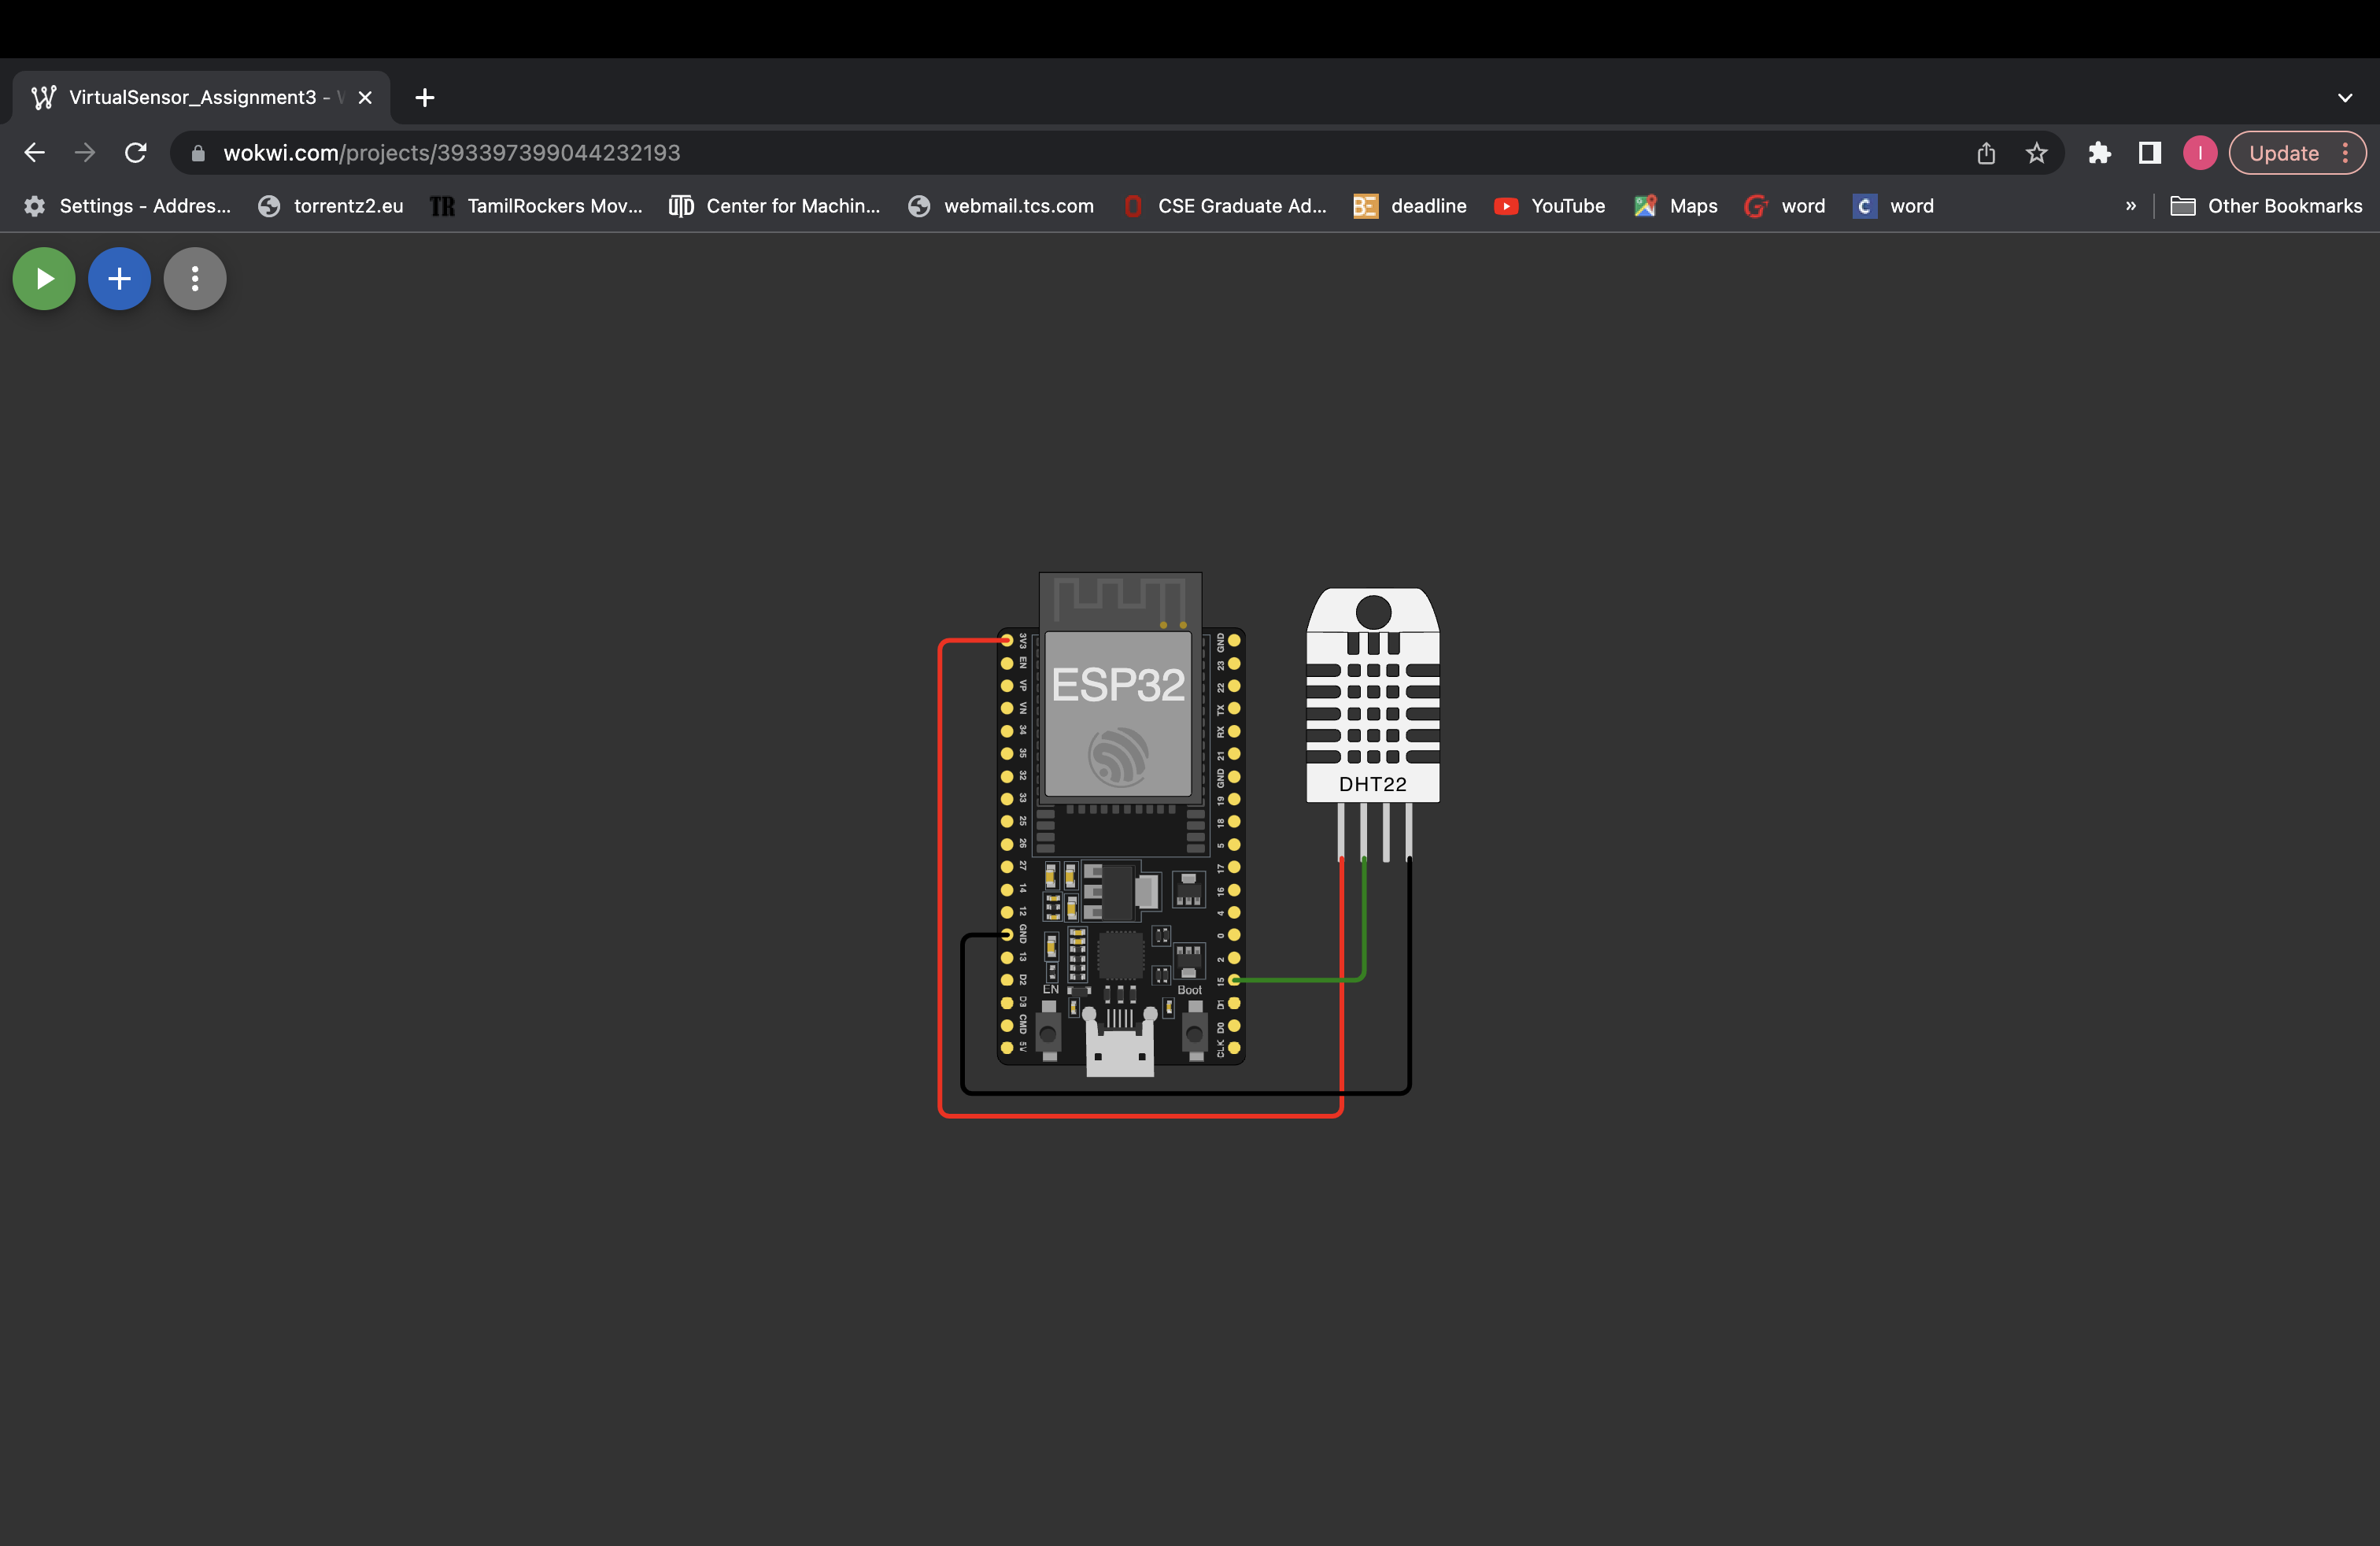 VirtualSensor_Assignment3 - W
wokwi.com/projects/393397399044232193
Update
Settings - Addres...
torrentz2.eu
TR
TamilRockers Mov...
UTD
Center for Machin...
webmail.tcs.com
CSE Graduate Ad...
BE
deadline
YouTube
Maps
G
word
C
word
»
Other Bookmarks
I
ESP32
3V3
EN
VP
VN
34
35
32
33
25
26
27
14
12
GND
13
D2
D3
CMD
5V
GND
23
22
TX
RX
21
GND
19
18
5
17
16
4
0
2
15
D1
D0
CLK
EN
Boot
DHT22